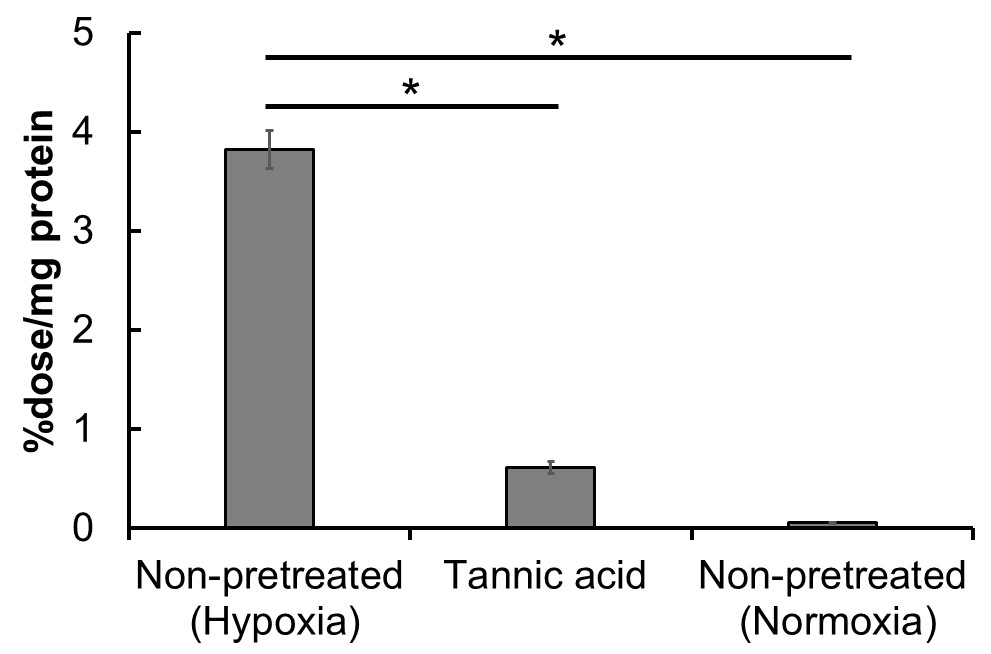 5
*
*
4
3
2
1
0
%dose/mg protein
Non-pretreated
(Hypoxia)
Tannic acid
Non-pretreated
(Normoxia)